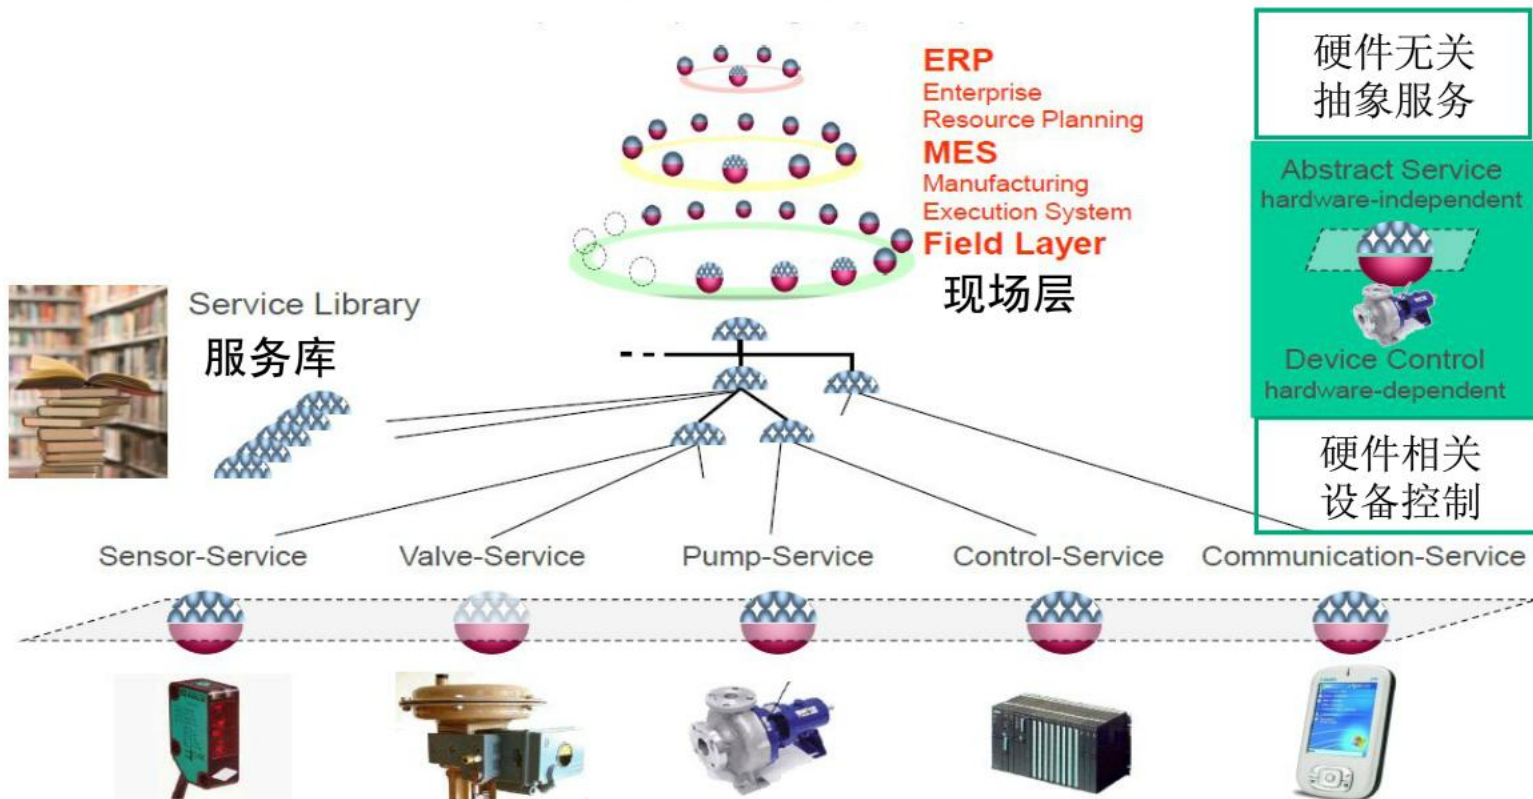 ERP
Enterprise
Resource Planning
MES
Manufacturing
Execution System
Field Layer
现场层
硬件无关
抽象服务
Abstract Service
hardware-independent
Device Control
hardware-dependent
硬件相关
设备控制
Service Library
服务库
Sensor-Service
Valve-Service
Pump-Service
Control-Service
Communication-Service